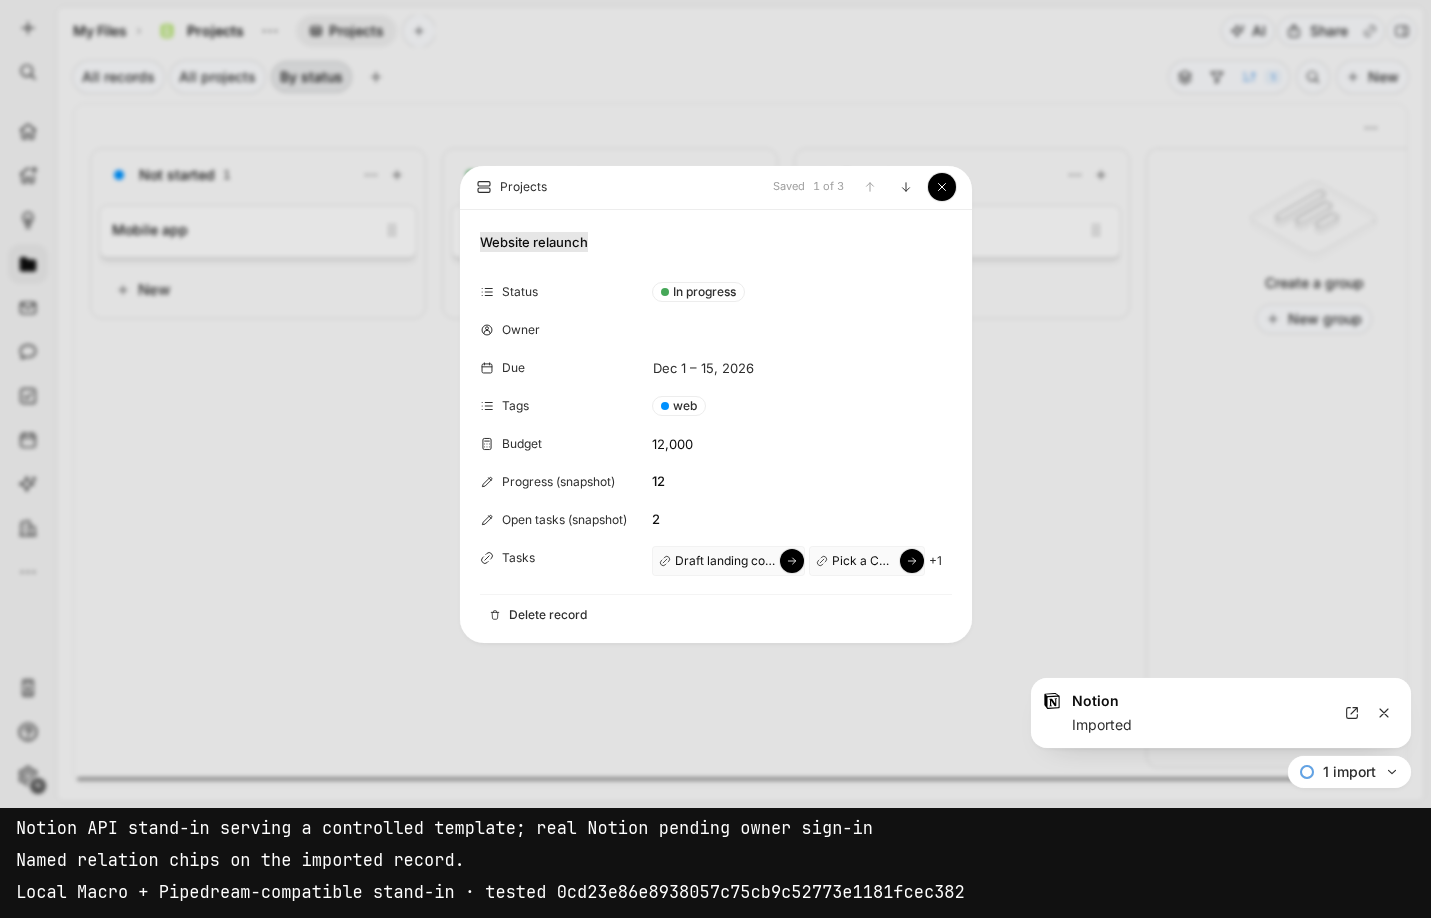 My Files
Projects
Projects
AI
Share
All records
All projects
By status
New
Not started 1
Mobile app
New
Create a group
New group
Projects
Saved 1 of 3
Website relaunch
Status In progress
Owner
Due Dec 1 – 15, 2026
Tags web
Budget 12,000
Progress (snapshot) 12
Open tasks (snapshot) 2
Tasks Draft landing co... Pick a C... +1
Delete record
Notion
Imported
1 import
Notion API stand-in serving a controlled template; real Notion pending owner sign-in
Named relation chips on the imported record.
Local Macro + Pipedream-compatible stand-in · tested 0cd23e86e8938057c75cb9c52773e1181fcec382